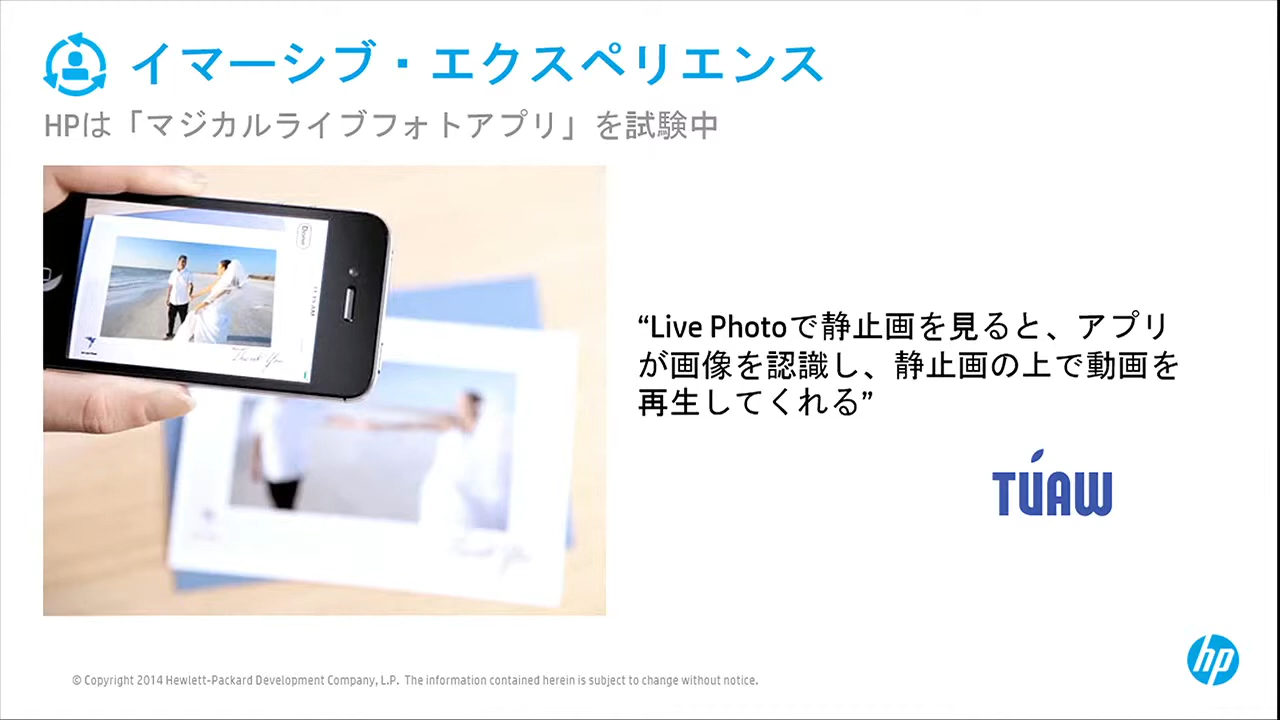 イマーシブ・エクスペリエンス
HPは「マジカルライブフォトアプリ」を試験中
Done
Thank You
“Live Photoで静止画を見ると、アプリ
が画像を認識し、静止画の上で動画を
再生してくれる”
TUAW
hp
© Copyright 2014 Hewlett-Packard Development Company, L.P. The information contained herein is subject to change without notice.